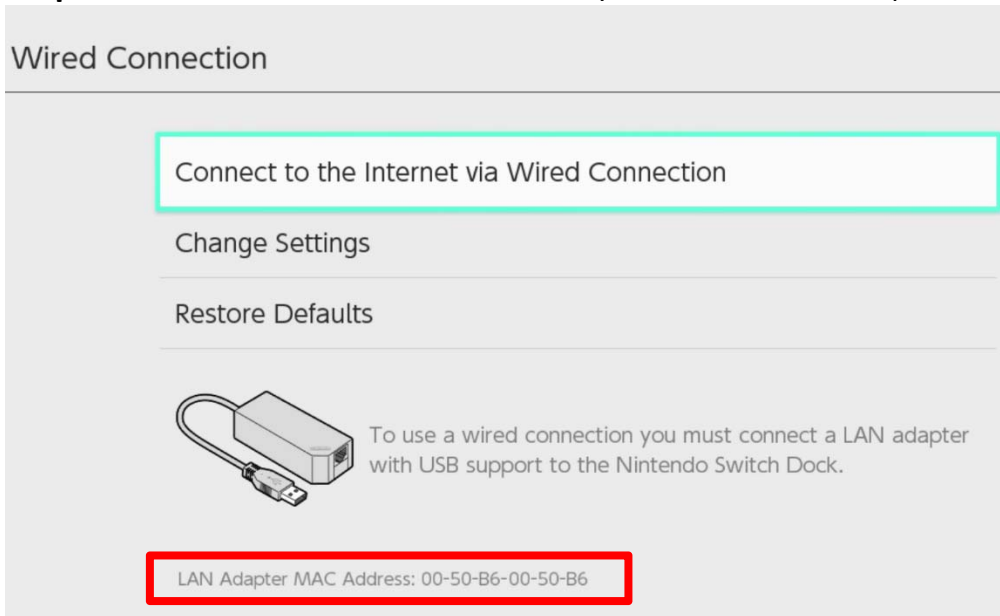 Wired Connection
Connect to the Internet via Wired Connection
Change Settings
Restore Defaults
To use a wired connection you must connect a LAN adapter
with USB support to the Nintendo Switch Dock.
LAN Adapter MAC Address: 00-50-B6-00-50-B6